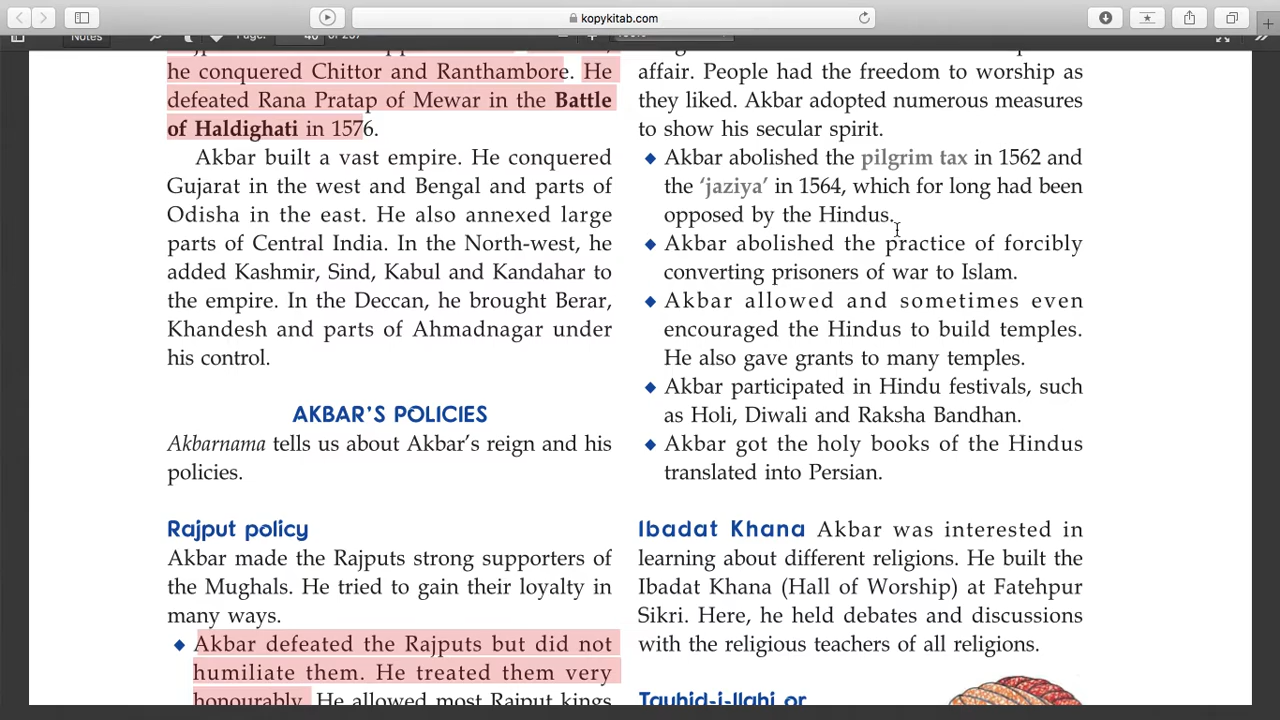 kopykitab.com
Notes
Page:
he conquered Chittor and Ranthambore. He
defeated Rana Pratap of Mewar in the Battle
of Haldighati in 1576.
Akbar built a vast empire. He conquered
Gujarat in the west and Bengal and parts of
Odisha in the east. He also annexed large
parts of Central India. In the North-west, he
added Kashmir, Sind, Kabul and Kandahar to
the empire. In the Deccan, he brought Berar,
Khandesh and parts of Ahmadnagar under
his control.
AKBAR'S POLICIES
Akbarnama tells us about Akbar's reign and his
policies.
Rajput policy
Akbar made the Rajputs strong supporters of
the Mughals. He tried to gain their loyalty in
many ways.
◆ Akbar defeated the Rajputs but did not
humiliate them. He treated them very
honourably. He allowed most Rajput kings
affair. People had the freedom to worship as
they liked. Akbar adopted numerous measures
to show his secular spirit.
◆ Akbar abolished the pilgrim tax in 1562 and
the 'jaziya' in 1564, which for long had been
opposed by the Hindus.
◆ Akbar abolished the practice of forcibly
converting prisoners of war to Islam.
◆ Akbar allowed and sometimes even
encouraged the Hindus to build temples.
He also gave grants to many temples.
◆ Akbar participated in Hindu festivals, such
as Holi, Diwali and Raksha Bandhan.
◆ Akbar got the holy books of the Hindus
translated into Persian.
Ibadat Khana Akbar was interested in
learning about different religions. He built the
Ibadat Khana (Hall of Worship) at Fatehpur
Sikri. Here, he held debates and discussions
with the religious teachers of all religions.
Tauhid-i-Ilahi or